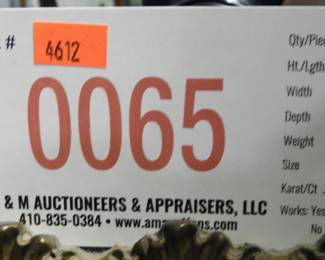 #
4612
0065
Qty/Pie
Ht./Lgth
Width
Depth
Weight
Size
Karat/Ct
Works: Yes
No
& M AUCTIONEERS & APPRAISERS, LLC
410-835-0384 •